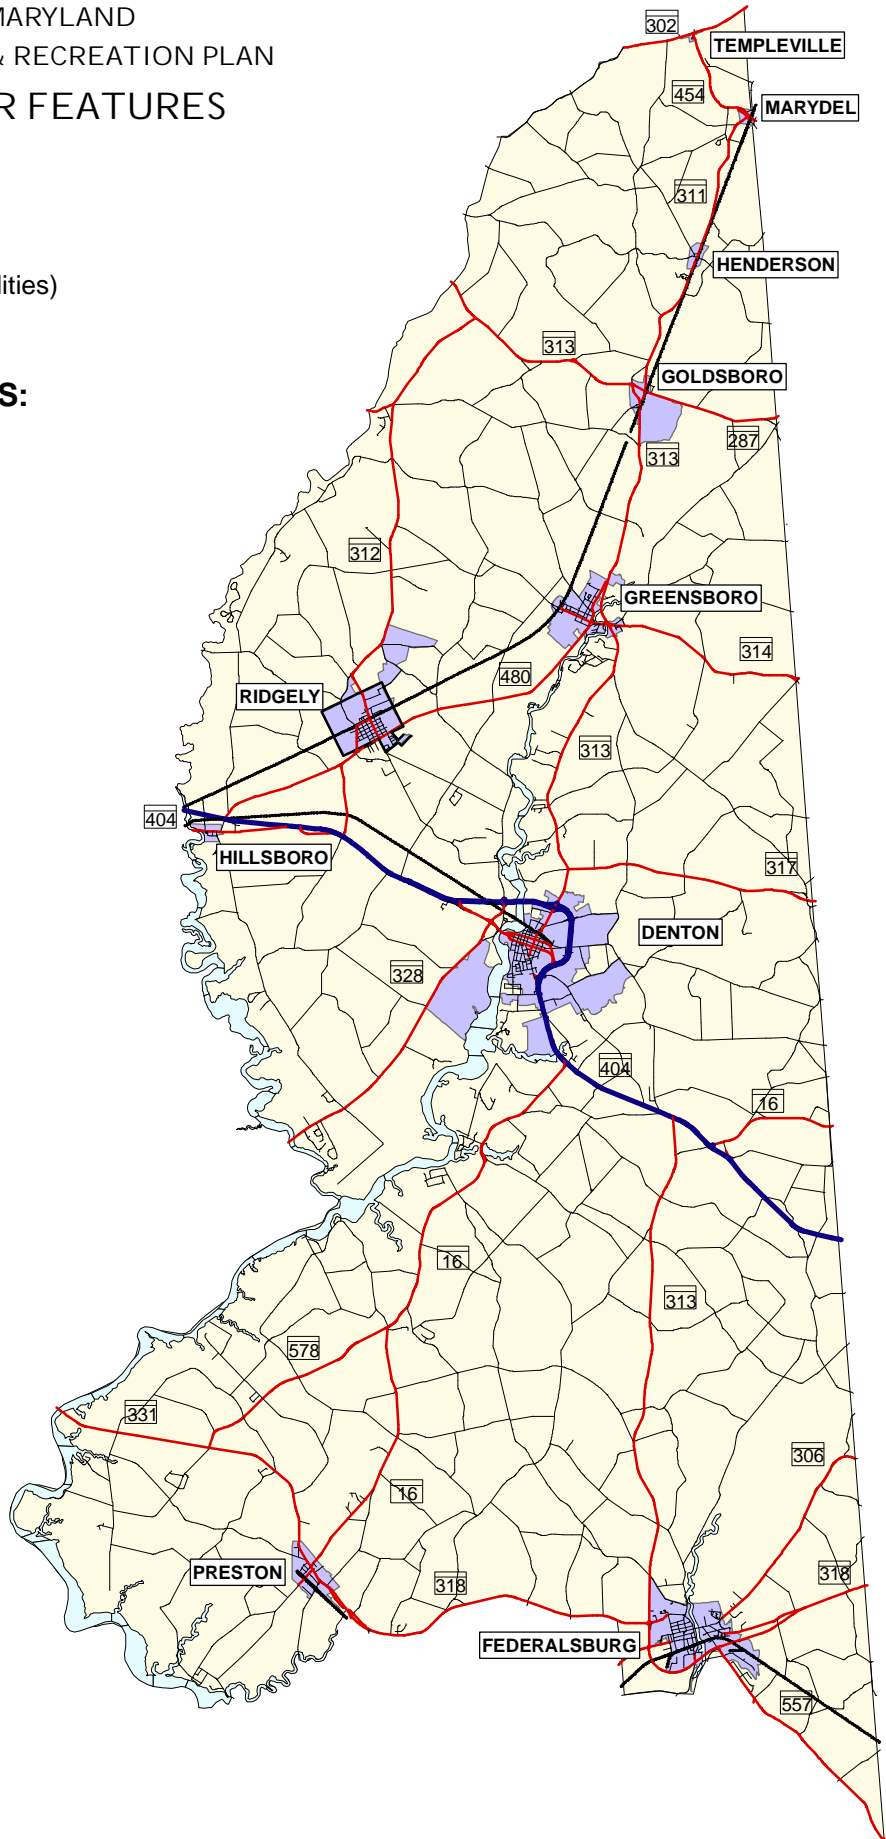 MARYLAND
& RECREATION PLAN
R FEATURES
lities)
S:
302
TEMPLEVILLE
454
MARYDEL
311
HENDERSON
313
GOLDSBORO
287
313
312
GREENSBORO
314
480
RIDGELY
313
404
HILLSBORO
317
DENTON
328
404
16
16
313
578
331
306
16
PRESTON
318
318
FEDERALSBURG
557